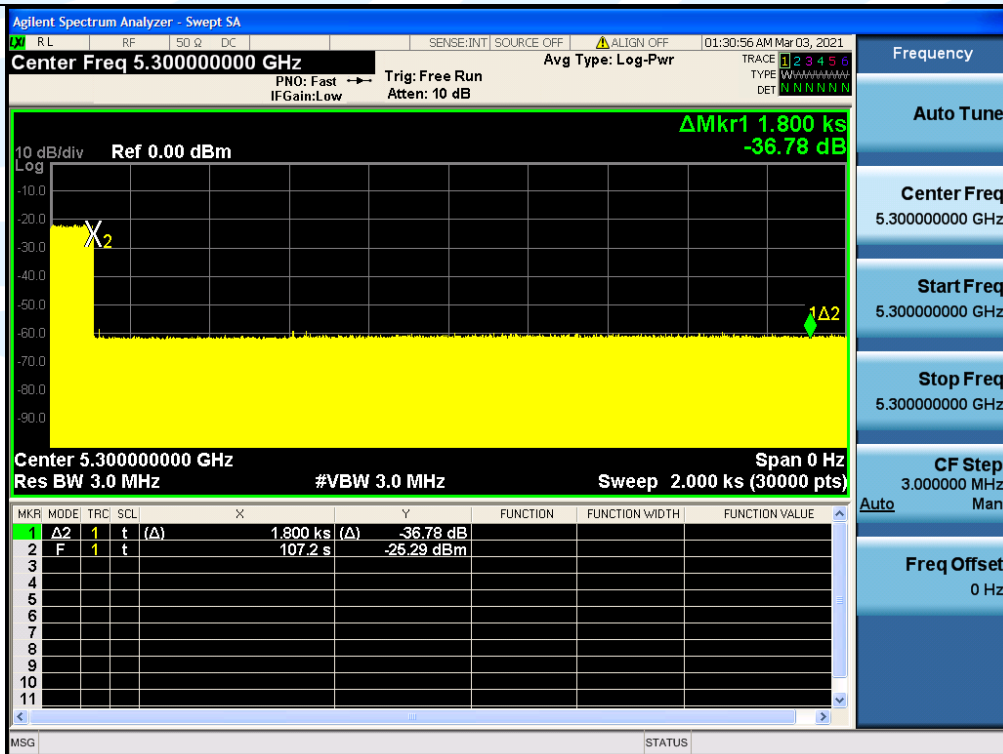 Agilent Spectrum Analyzer - Swept SA
LXI RL RF 50 Ω DC SENSE:INT SOURCE OFF ALIGN OFF 01:30:56 AM Mar 03, 2021
Center Freq 5.300000000 GHz
PNO: Fast
IFGain:Low
Trig: Free Run
Atten: 10 dB
Avg Type: Log-Pwr
TRACE 1 2 3 4 5 6
TYPE
DET N N N N N N
ΔMkr1 1.800 ks
-36.78 dB
10 dB/div Ref 0.00 dBm
Log
-10.0
-20.0
-30.0
-40.0
-50.0
-60.0
-70.0
-80.0
-90.0
X2
1Δ2
Center 5.300000000 GHz Span 0 Hz
Res BW 3.0 MHz #VBW 3.0 MHz Sweep 2.000 ks (30000 pts)
MKR MODE TRC SCL X Y FUNCTION FUNCTION WIDTH FUNCTION VALUE
1 Δ2 1 t (Δ) 1.800 ks (Δ) -36.78 dB
2 F 1 t 107.2 s -25.29 dBm
3
4
5
6
7
8
9
10
11
MSG STATUS
Frequency
Auto Tune
Center Freq
5.300000000 GHz
Start Freq
5.300000000 GHz
Stop Freq
5.300000000 GHz
CF Step
3.000000 MHz
Auto Man
Freq Offset
0 Hz